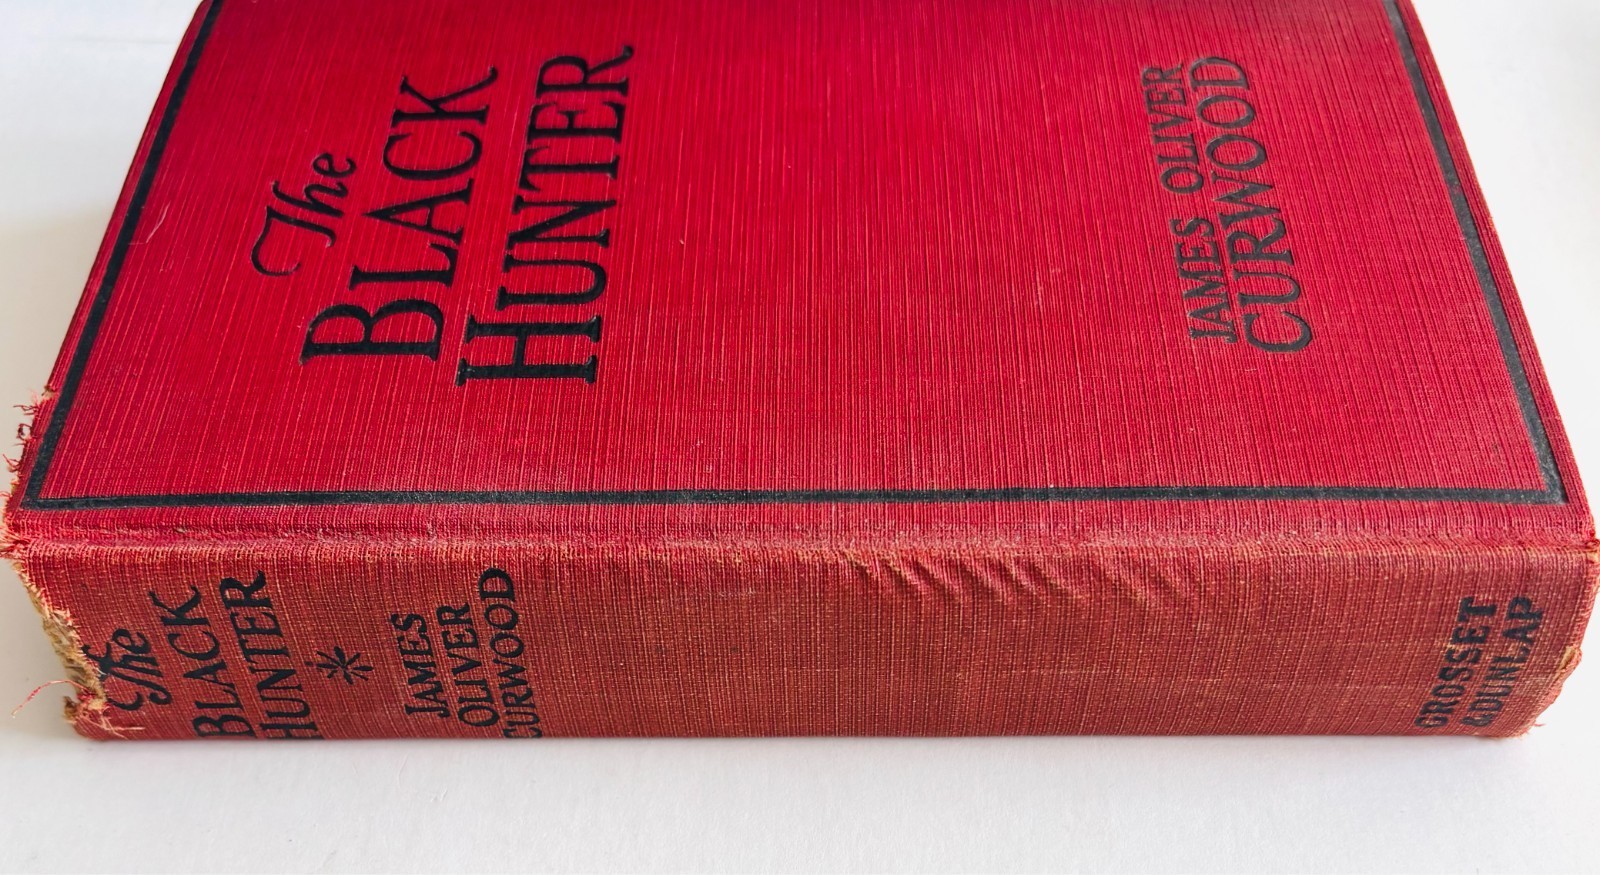 The
BLACK
HUNTER
JAMES OLIVER
CURWOOD
The
BLACK
HUNTER
JAMES
OLIVER
CURWOOD
GROSSET
&DUNLAP